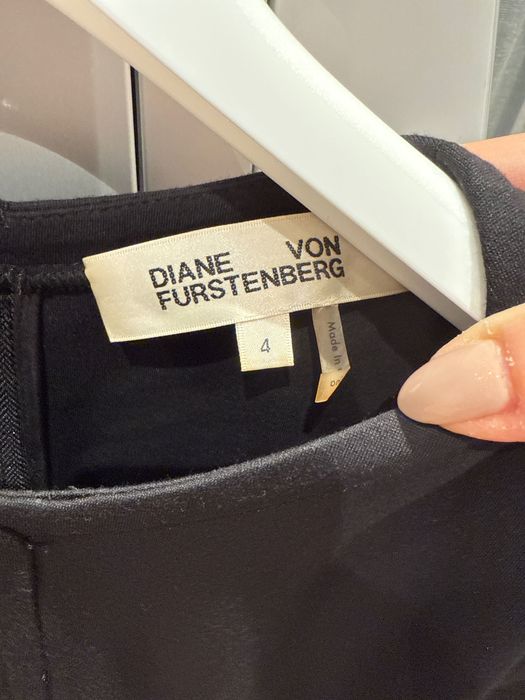 DIANE VON
FURSTENBERG
4
Made In